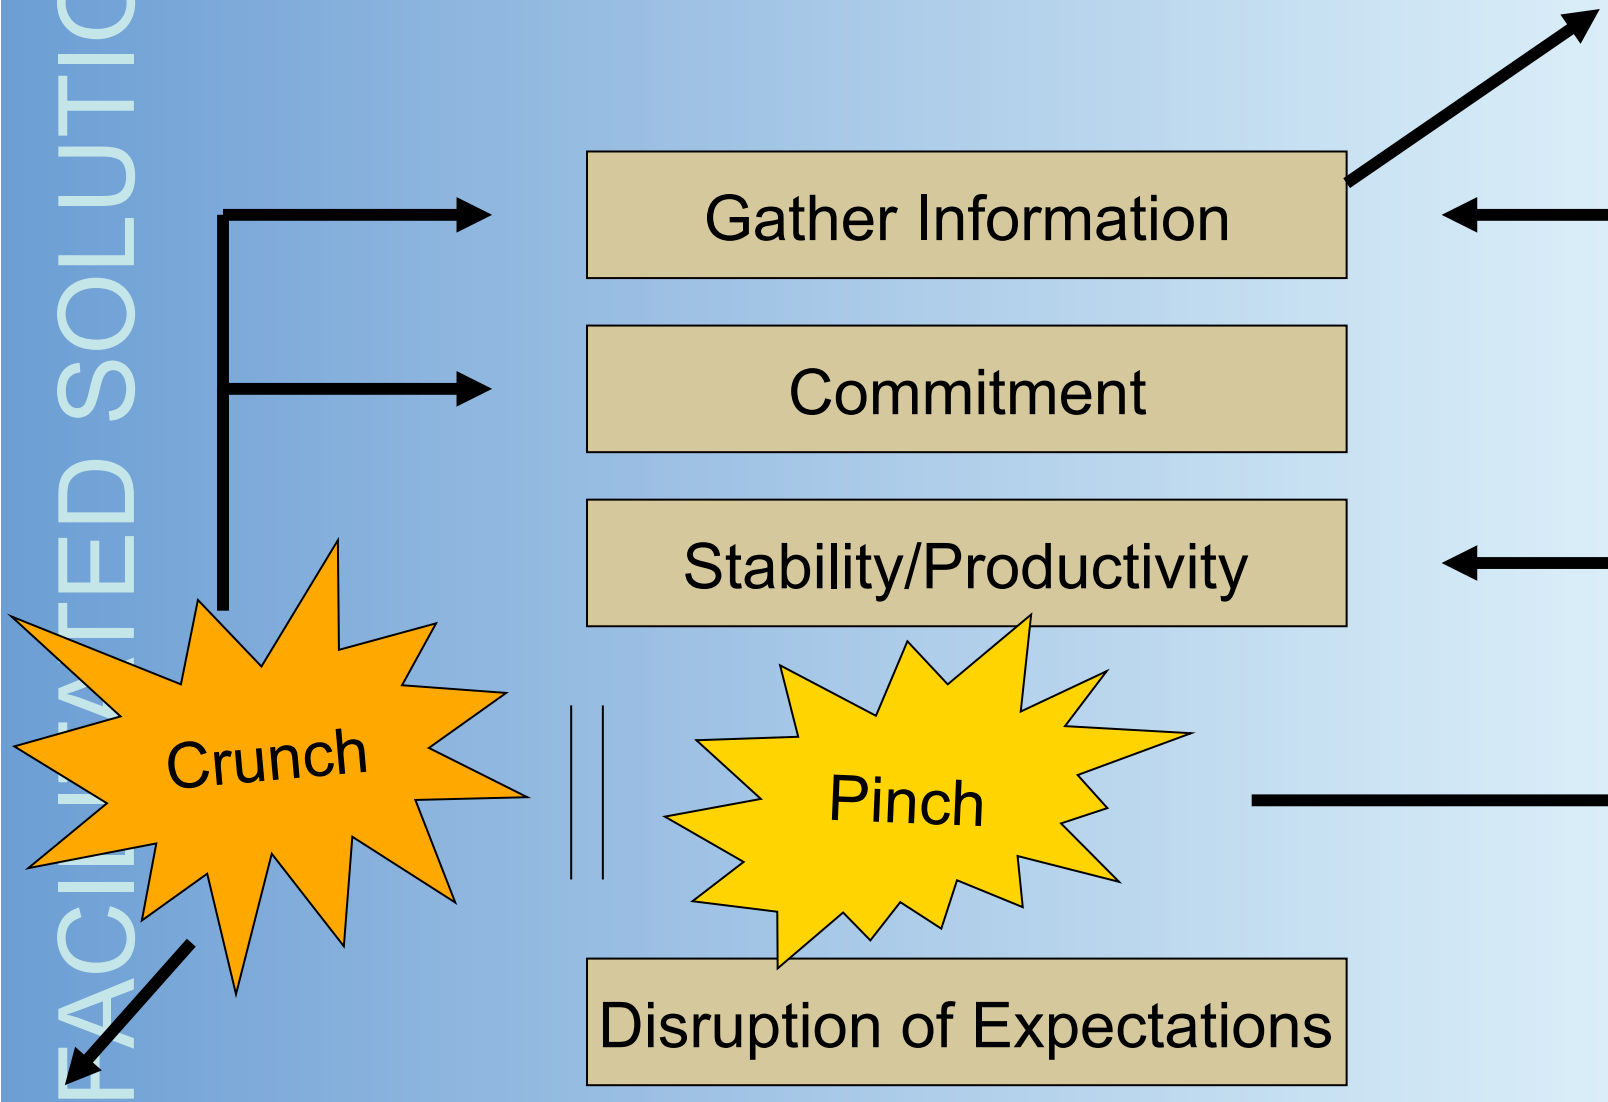 FACILITATED SOLUTIO
Gather Information
Commitment
Stability/Productivity
Crunch
Pinch
Disruption of Expectations